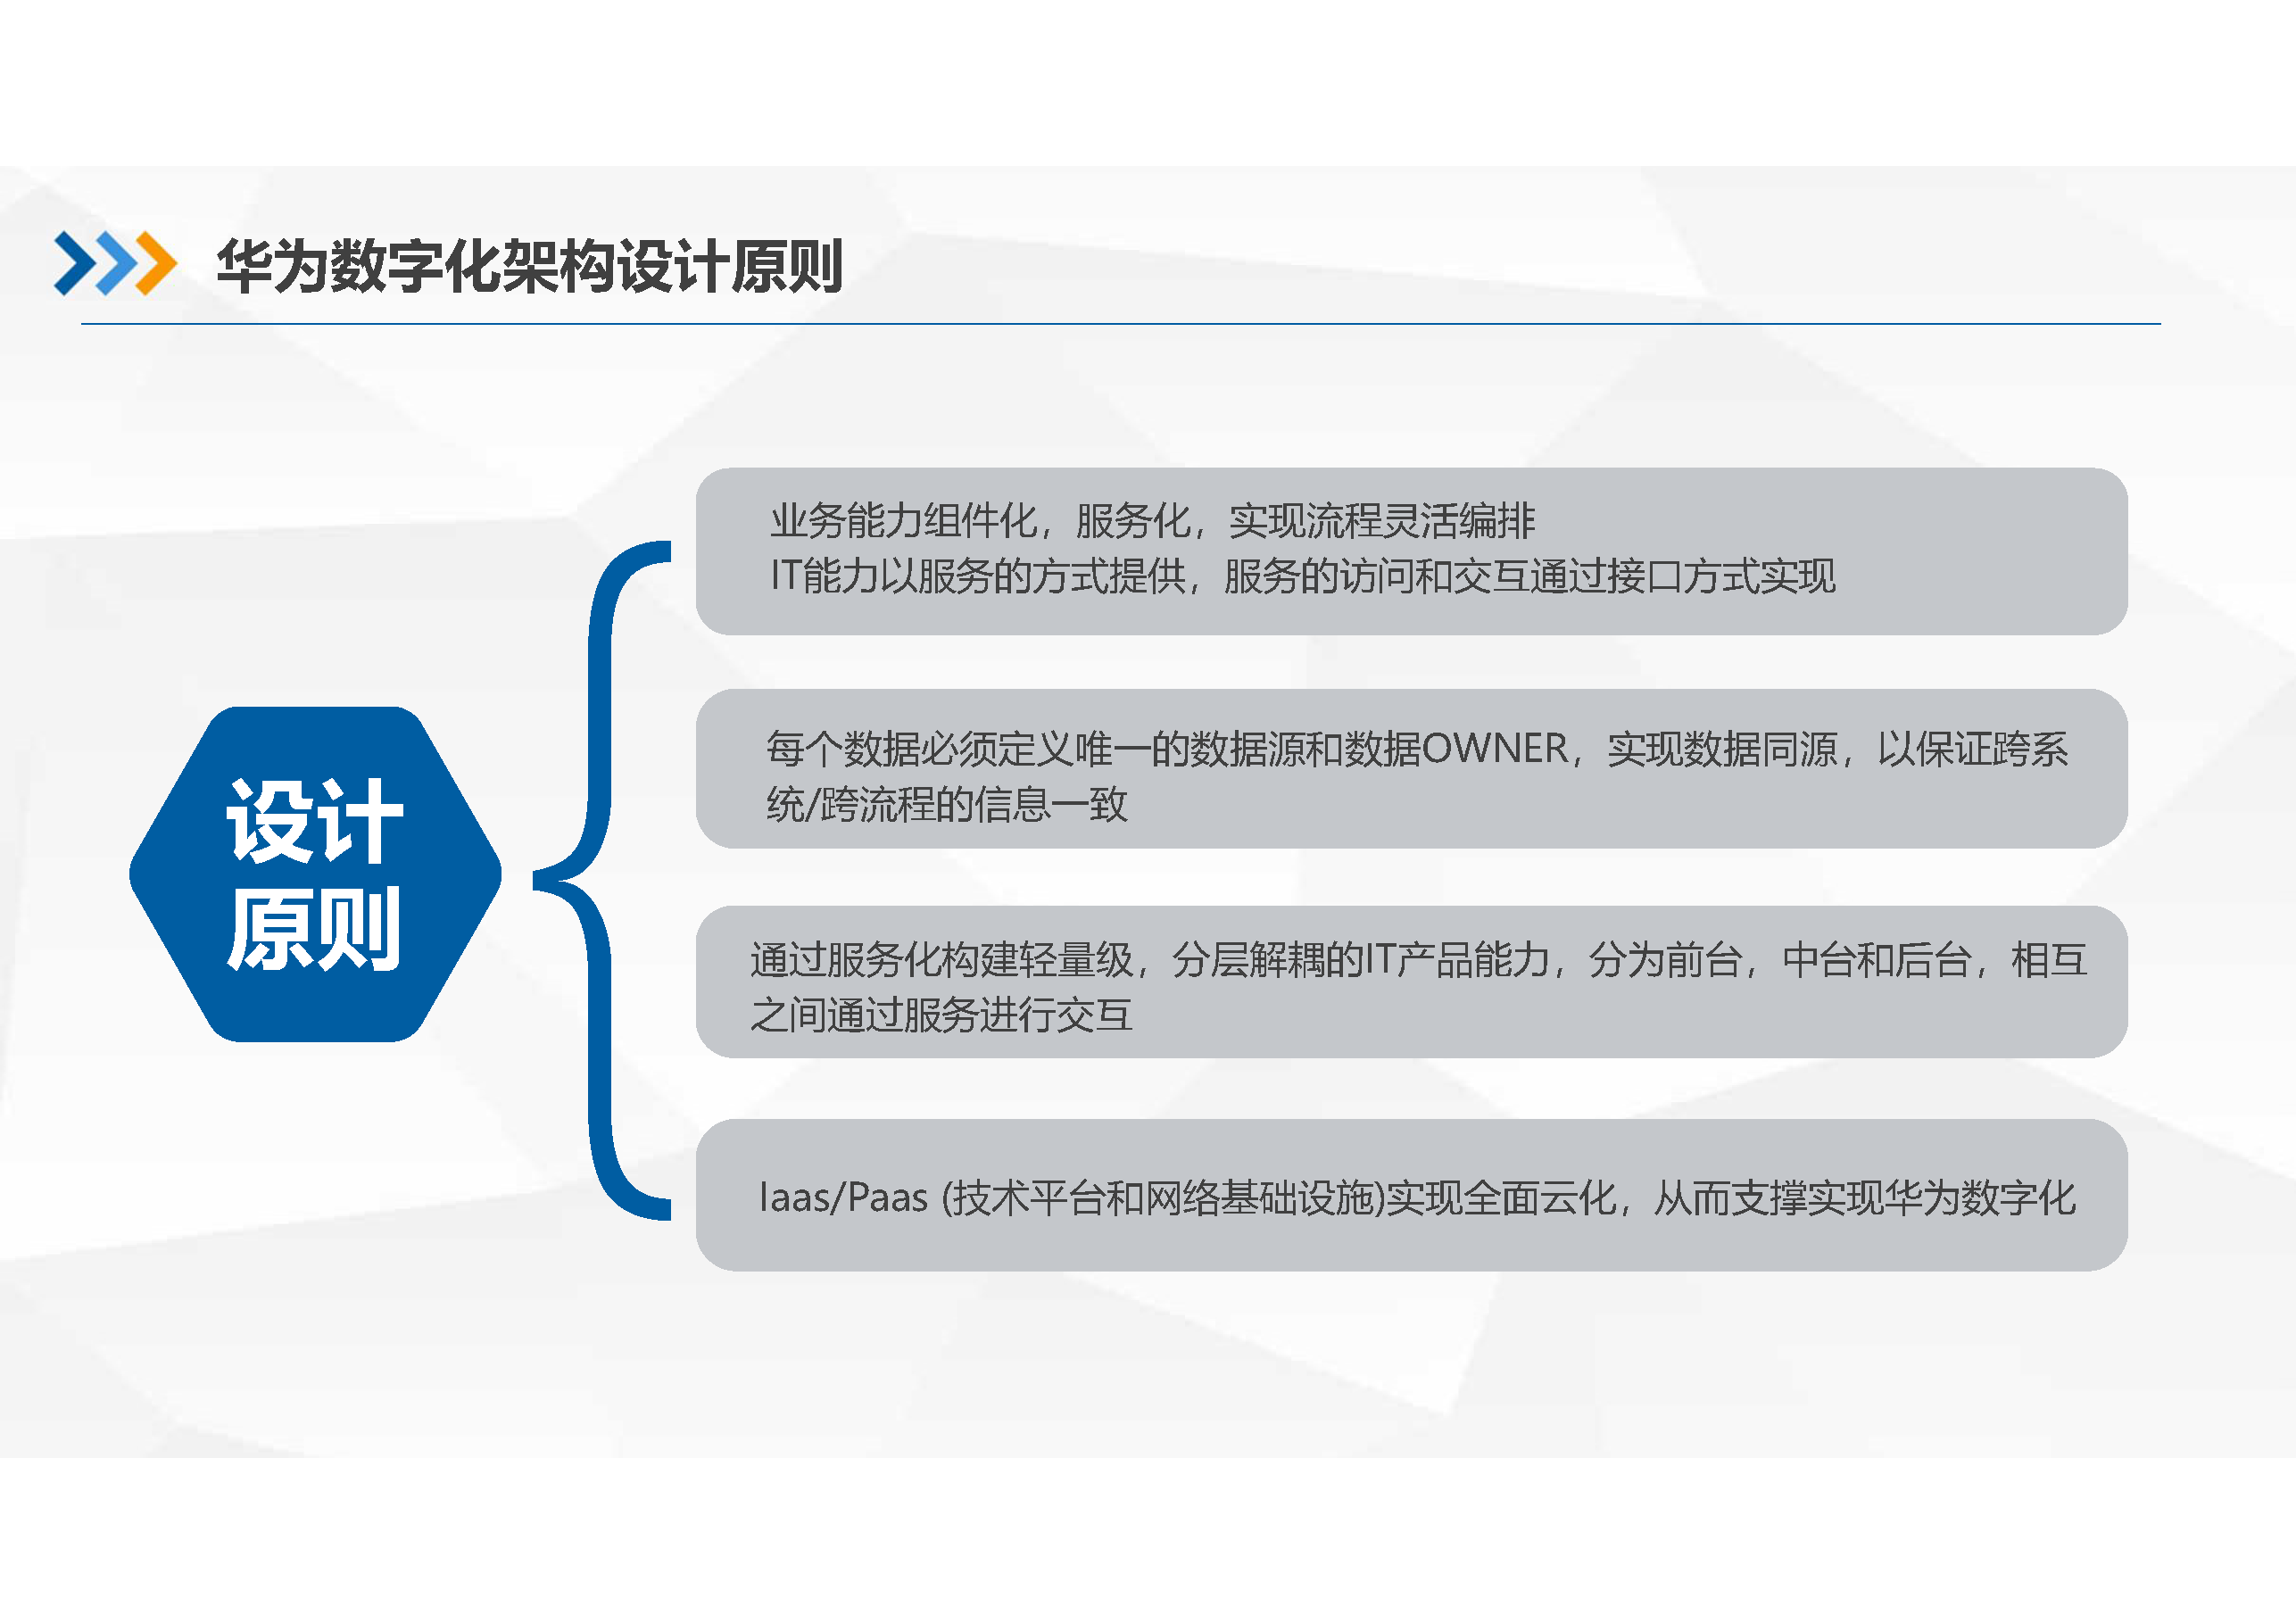 华为数字化架构设计原则
设计
原则
业务能力组件化，服务化，实现流程灵活编排
IT能力以服务的方式提供，服务的访问和交互通过接口方式实现
每个数据必须定义唯一的数据源和数据OWNER，实现数据同源，以保证跨系
统/跨流程的信息一致
通过服务化构建轻量级，分层解耦的IT产品能力，分为前台，中台和后台，相互
之间通过服务进行交互
Iaas/Paas (技术平台和网络基础设施)实现全面云化，从而支撑实现华为数字化